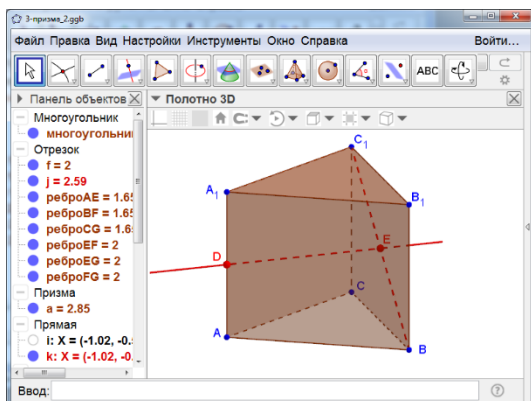 3-призма_2.ggb
Файл Правка Вид Настройки Инструменты Окно Справка Войти...
ABC
Панель объектов
Полотно 3D
Многоугольник
многоугольни
Отрезок
f = 2
j = 2.59
реброAE = 1.65
реброBF = 1.65
реброCG = 1.65
реброEF = 2
реброEG = 2
реброFG = 2
Призма
a = 2.85
Прямая
i: X = (-1.02, -0.5
k: X = (-1.02, -0.
C₁
A₁
B₁
D
E
C
A
B
Ввод: